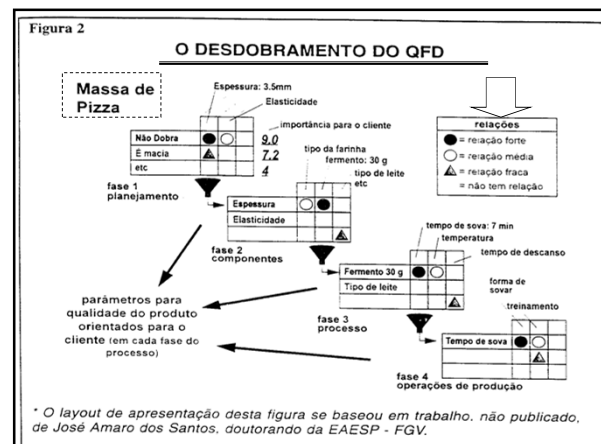 Figura 2
O DESDOBRAMENTO DO QFD
Massa de
Pizza
Espessura: 3.5mm
Elasticidade
importância para o cliente
Não Dobra
9.0
É macia
7.2
etc
4
fase 1
planejamento
relações
= relação forte
= relação média
= relação fraca
= não tem relação
tipo da farinha
fermento: 30 g
tipo de leite
etc
Espessura
Elasticidade
fase 2
componentes
tempo de sova: 7 min
temperatura
tempo de descanso
Fermento 30 g
Tipo de leite
fase 3
processo
forma de
sovar
treinamento
Tempo de sova
fase 4
operações de produção
parâmetros para
qualidade do produto
orientados para o
cliente (em cada fase do
processo)
* O layout de apresentação desta figura se baseou em trabalho, não publicado,
de José Amaro dos Santos, doutorando da EAESP - FGV.